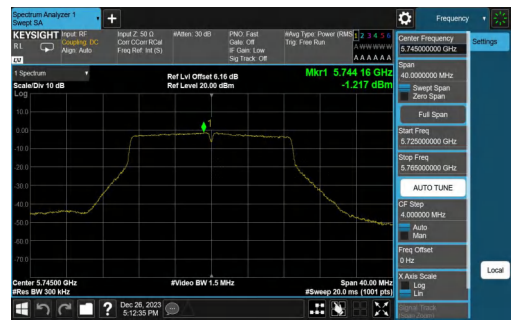 Spectrum Analyzer 1
Swept SA
Frequency
KEYSIGHT
Input: RF
Coupling: DC
Align: Auto
Input Z: 50 Ω
Corr CCorr RCal
Freq Ref: Int (S)
#Atten: 30 dB
PNO: Fast
Gate: Off
IF Gain: Low
Sig Track: Off
#Avg Type: Power (RMS
Trig: Free Run
1 2 3 4 5 6
A W W W W W
A A A A A A
1 Spectrum
Scale/Div 10 dB
Log
Ref Lvl Offset 6.16 dB
Ref Level 20.00 dBm
Mkr1 5.744 16 GHz
-1.217 dBm
1
10.0
0.00
-10.0
-20.0
-30.0
-40.0
-50.0
-60.0
-70.0
Center 5.74500 GHz
#Res BW 300 kHz
#Video BW 1.5 MHz
Span 40.00 MHz
#Sweep 20.0 ms (1001 pts)
Center Frequency
5.745000000 GHz
Settings
Span
40.0000000 MHz
Swept Span
Zero Span
Full Span
Start Freq
5.725000000 GHz
Stop Freq
5.765000000 GHz
AUTO TUNE
CF Step
4.000000 MHz
Auto
Man
Freq Offset
0 Hz
X Axis Scale
Log
Lin
Signal Track
(Span Zoom)
Local
Dec 26, 2023
5:12:35 PM